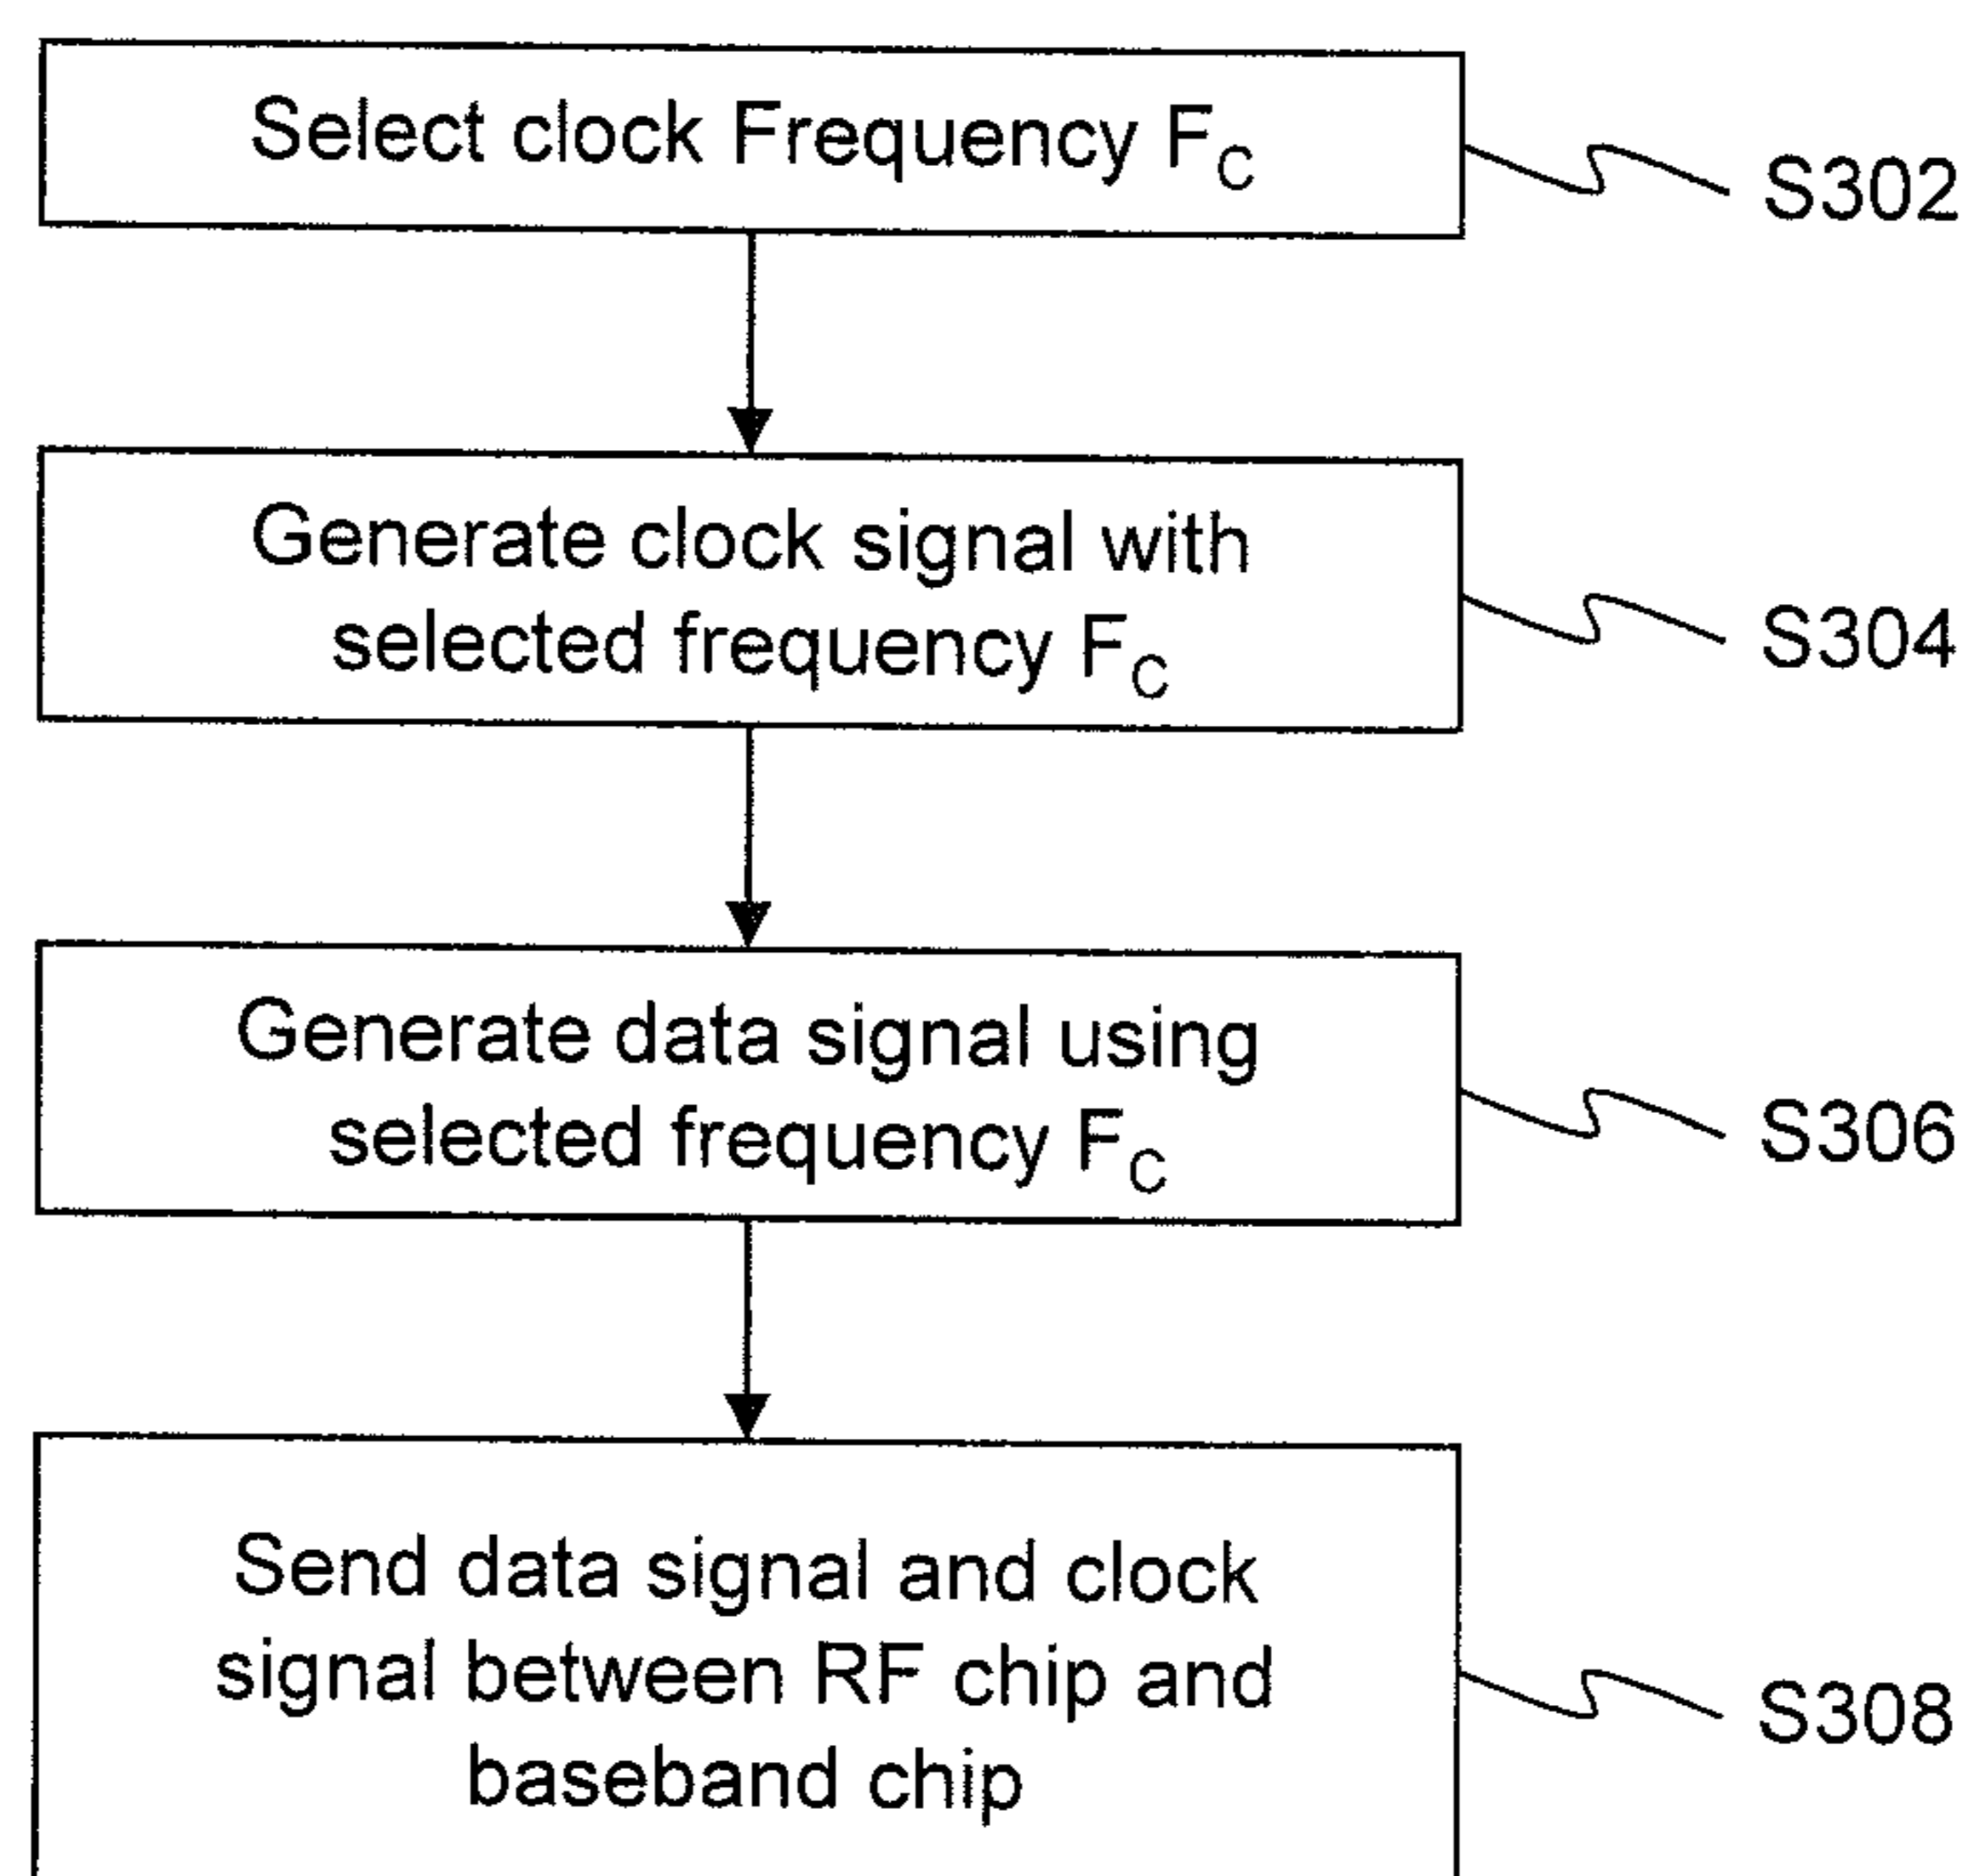 Select clock Frequency F_C
S302
Generate clock signal with
selected frequency F_C
S304
Generate data signal using
selected frequency F_C
S306
Send data signal and clock
signal between RF chip and
baseband chip
S308